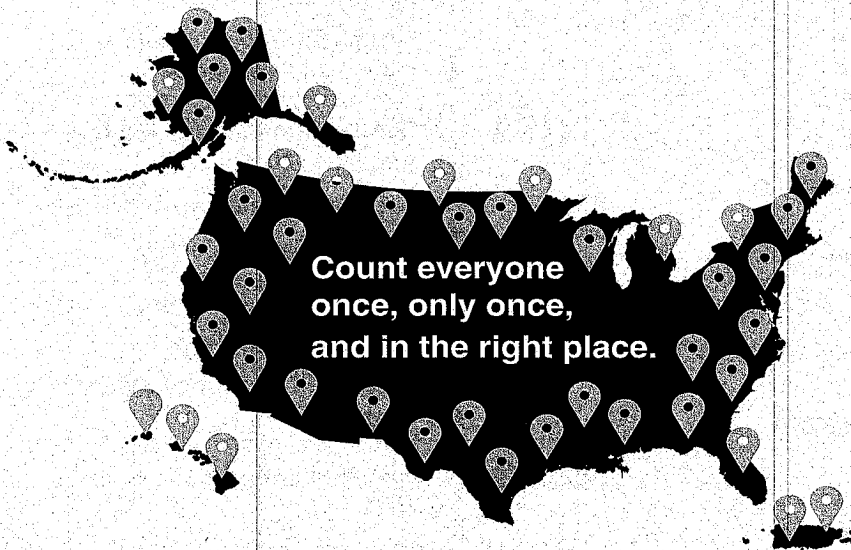 Count everyone
once, only once,
and in the right place.